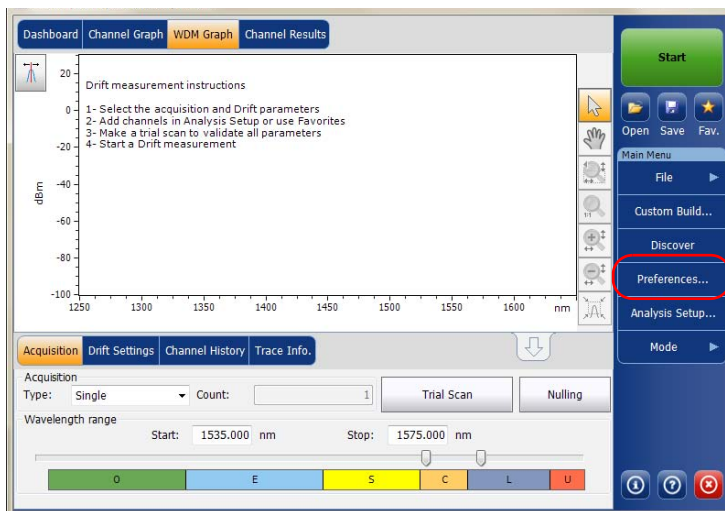 Dashboard Channel Graph WDM Graph Channel Results
Drift measurement instructions
1- Select the acquisition and Drift parameters
2- Add channels in Analysis Setup or use Favorites
3- Make a trial scan to validate all parameters
4- Start a Drift measurement
dBm
20
0
-20
-40
-60
-80
-100
1250 1300 1350 1400 1450 1500 1550 1600 nm
1:1
Acquisition Drift Settings Channel History Trace Info.
Acquisition
Type: Single Count: 1 Trial Scan Nulling
Wavelength range
Start: 1535.000 nm Stop: 1575.000 nm
O E S C L U
Start
Open Save Fav.
Main Menu
File
Custom Build...
Discover
Preferences...
Analysis Setup...
Mode